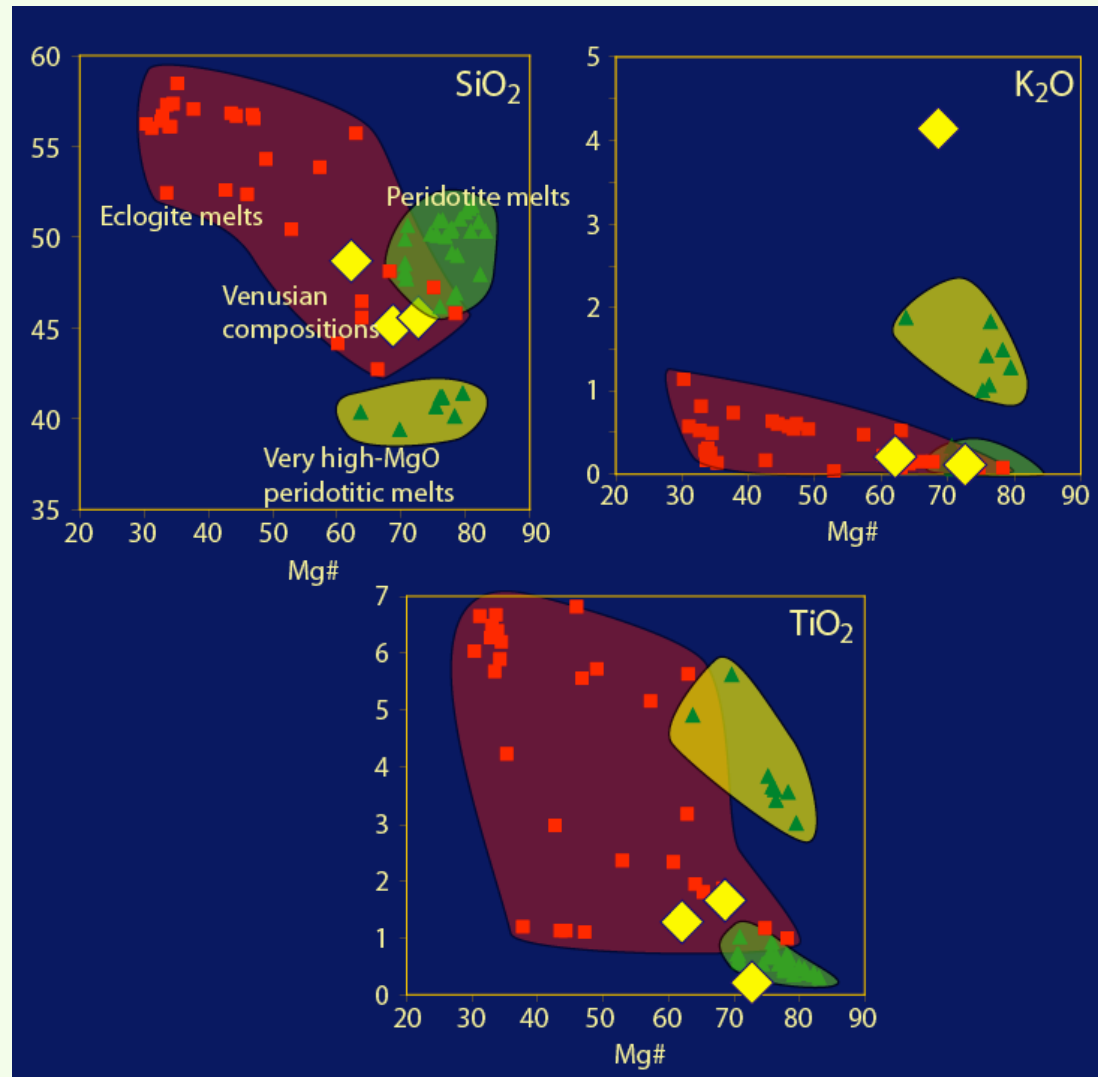 SiO₂
60
55
50
45
40
35
Peridotite melts
Eclogite melts
Venusian
compositions
Very high-MgO
peridotitic melts
20 30 40 50 60 70 80 90
Mg#
K₂O
5
4
3
2
1
0
20 30 40 50 60 70 80 90
Mg#
TiO₂
7
6
5
4
3
2
1
0
20 30 40 50 60 70 80 90
Mg#